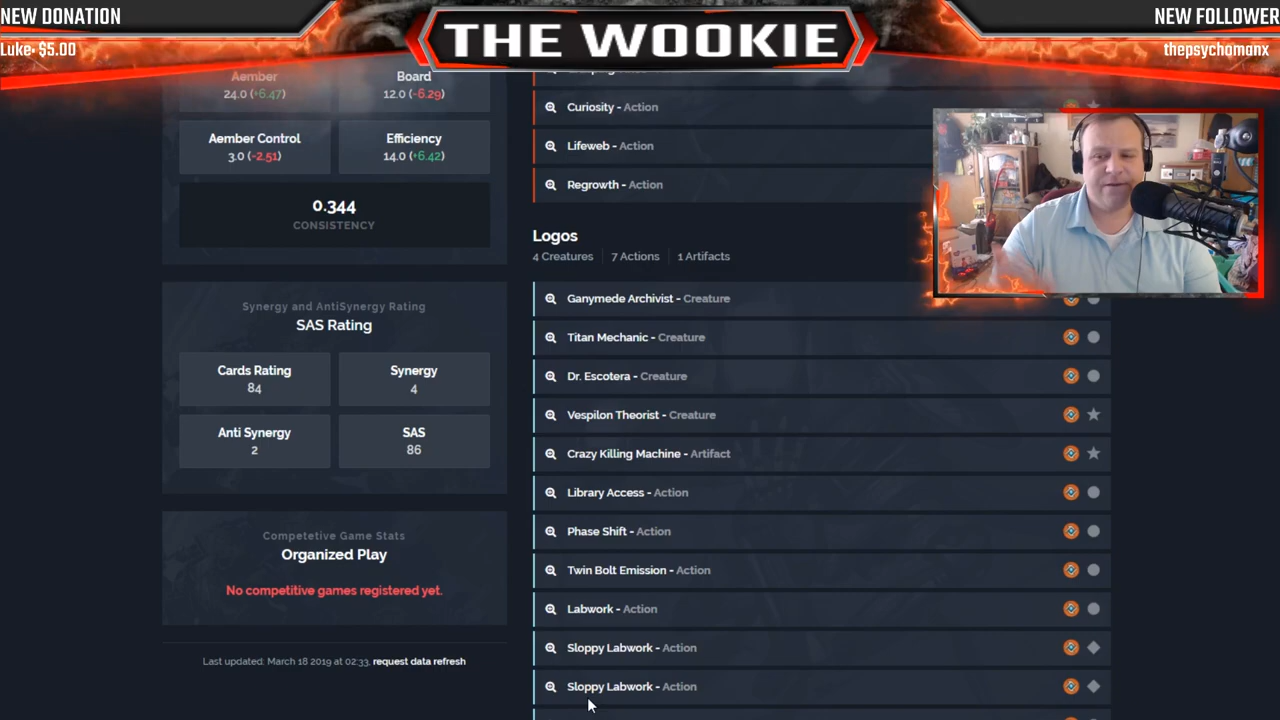 NEW DONATION
Luke• $5.00
THE WOOKIE
NEW FOLLOWER
thepsychomanx
Aember
24.0 (+6.47)
Board
12.0 (-6.29)
Aember Control
3.0 (-2.51)
Efficiency
14.0 (+6.42)
0.344
CONSISTENCY
Synergy and AntiSynergy Rating
SAS Rating
Cards Rating
84
Synergy
4
Anti Synergy
2
SAS
86
Competetive Game Stats
Organized Play
No competitive games registered yet.
Last updated: March 18 2019 at 02:33, request data refresh
Curiosity - Action
Lifeweb - Action
Regrowth - Action
Logos
4 Creatures
7 Actions
1 Artifacts
Ganymede Archivist - Creature
Titan Mechanic - Creature
Dr. Escotera - Creature
Vespilon Theorist - Creature
Crazy Killing Machine - Artifact
Library Access - Action
Phase Shift - Action
Twin Bolt Emission - Action
Labwork - Action
Sloppy Labwork - Action
Sloppy Labwork - Action